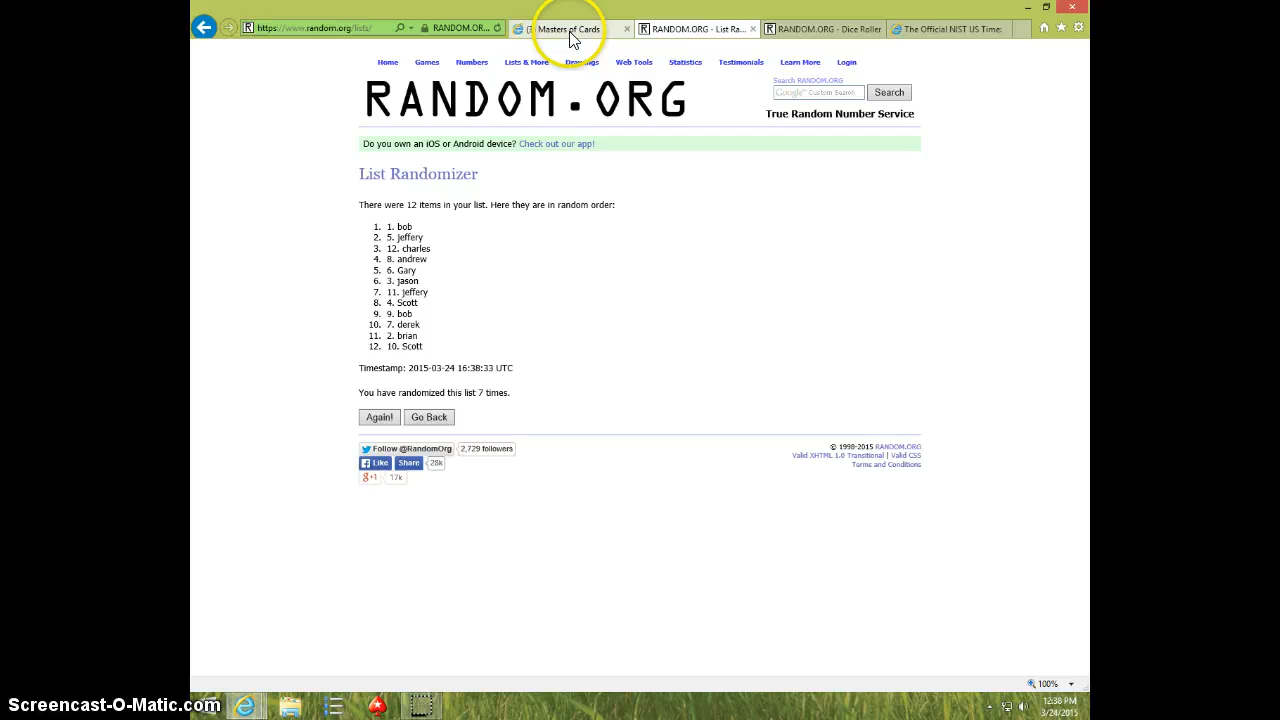 https://www.random.org/lists/
RANDOM.OR...
(3) Masters of Cards
RANDOM.ORG - List Ra...
RANDOM.ORG - Dice Roller
The Official NIST US Time:
Home Games Numbers Lists & More Drawings Web Tools Statistics Testimonials Learn More Login
Search RANDOM.ORG
Google™ Custom Search
Search
RANDOM.ORG
True Random Number Service
Do you own an iOS or Android device? Check out our app!
List Randomizer
There were 12 items in your list. Here they are in random order:
1. 1. bob
2. 5. jeffery
3. 12. charles
4. 8. andrew
5. 6. Gary
6. 3. jason
7. 11. jeffery
8. 4. Scott
9. 9. bob
10. 7. derek
11. 2. brian
12. 10. Scott
Timestamp: 2015-03-24 16:38:33 UTC
You have randomized this list 7 times.
Again! Go Back
Follow @RandomOrg 2,729 followers
Like Share 28k
g+1 17k
© 1998-2015 RANDOM.ORG
Valid XHTML 1.0 Transitional | Valid CSS
Terms and Conditions
100%
12:38 PM
3/24/2015
Screencast-O-Matic.com